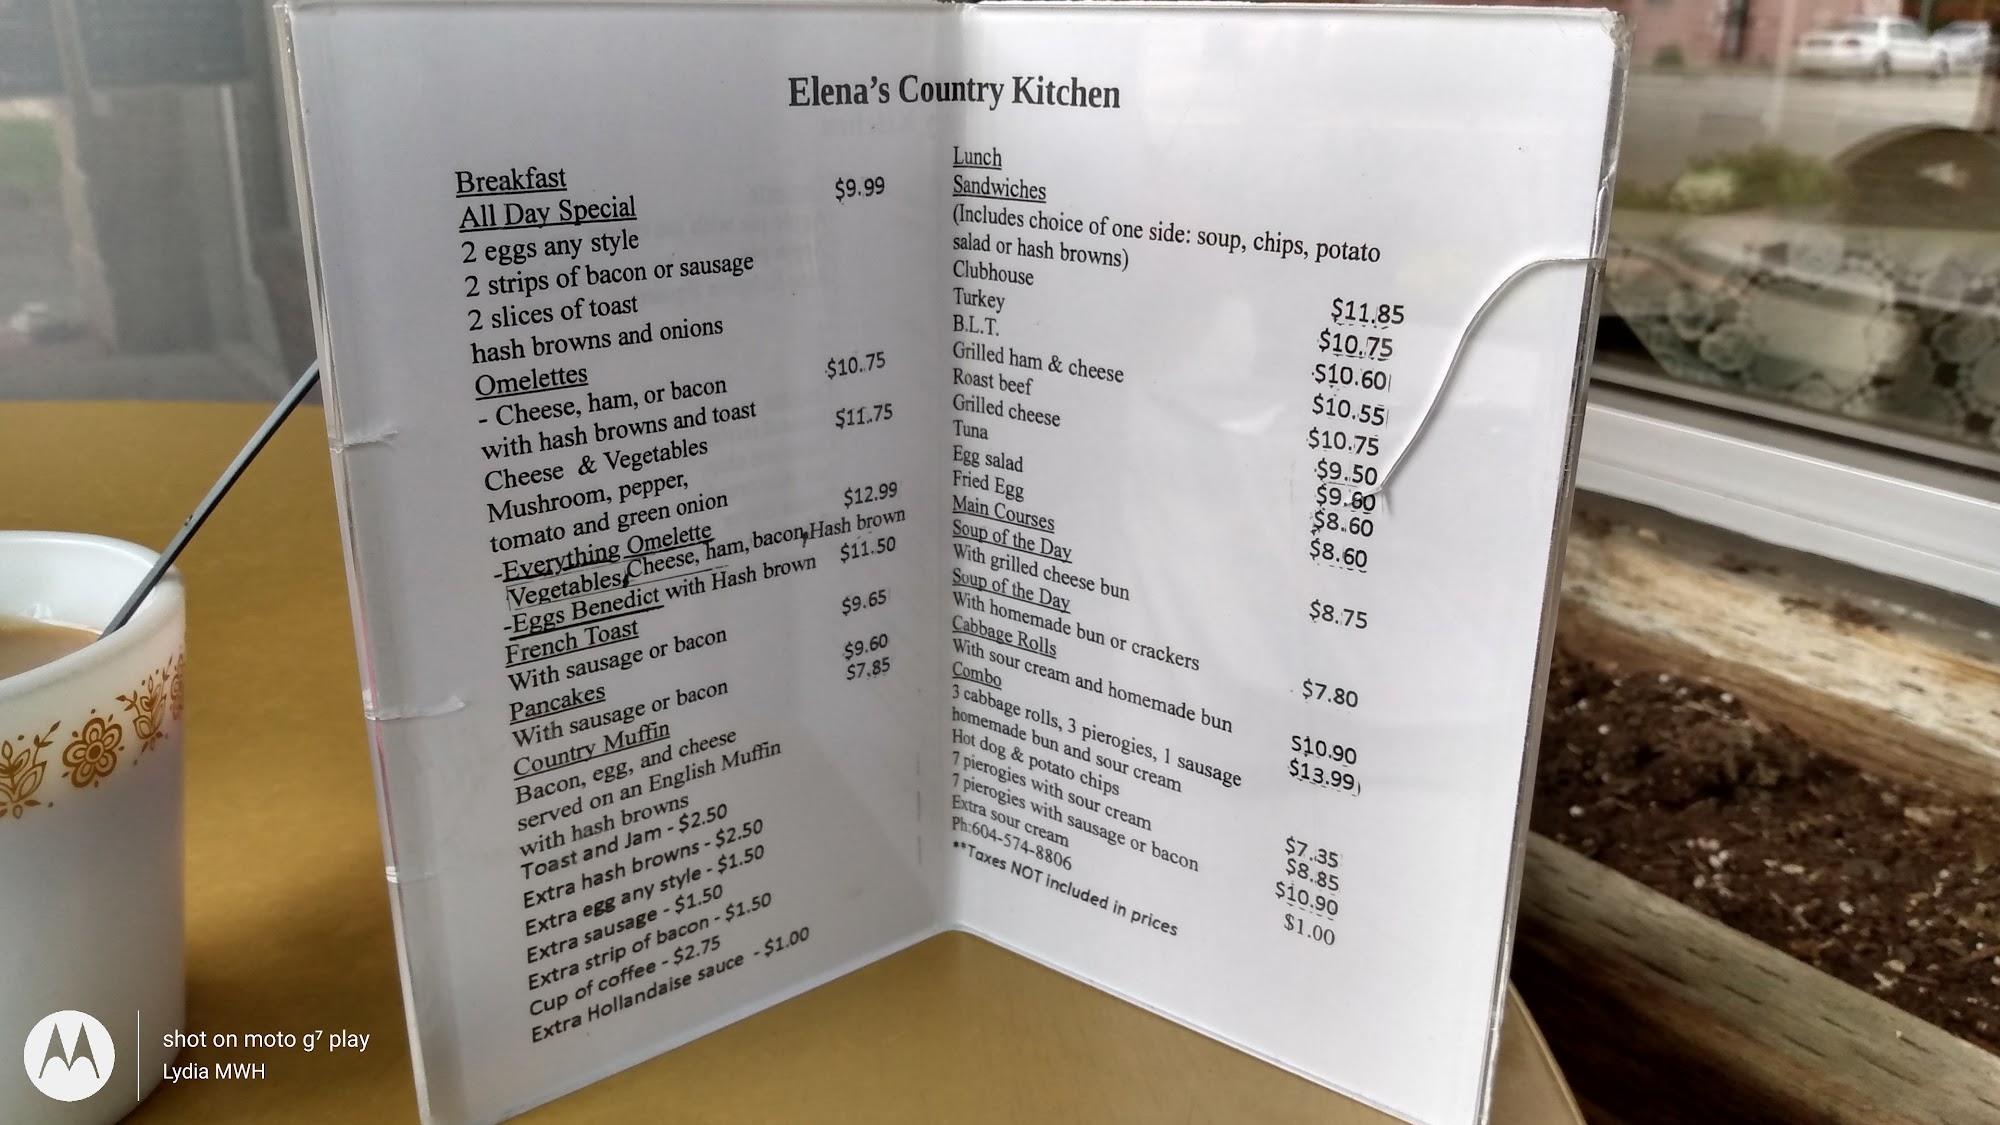 Elena's Country Kitchen
Breakfast
All Day Special $9.99
2 eggs any style
2 strips of bacon or sausage
2 slices of toast
hash browns and onions
Omelettes
- Cheese, ham, or bacon $10.75
with hash browns and toast
Cheese & Vegetables $11.75
Mushroom, pepper,
tomato and green onion
-Everything Omelette $12.99
Vegetables, Cheese, ham, bacon, Hash brown
-Eggs Benedict with Hash brown $11.50
French Toast
With sausage or bacon $9.65
Pancakes
With sausage or bacon $9.60
Country Muffin $7.85
Bacon, egg, and cheese
served on an English Muffin
with hash browns
Toast and Jam - $2.50
Extra hash browns - $2.50
Extra egg any style - $1.50
Extra sausage - $1.50
Extra strip of bacon - $1.50
Cup of coffee - $2.75
Extra Hollandaise sauce - $1.00
Lunch
Sandwiches
(Includes choice of one side: soup, chips, potato
salad or hash browns)
Clubhouse $11.85
Turkey $10.75
B.L.T. $10.60
Grilled ham & cheese $10.55
Roast beef $10.75
Grilled cheese $9.50
Tuna $9.60
Egg salad $8.60
Fried Egg $8.60
Main Courses
Soup of the Day
With grilled cheese bun $8.75
Soup of the Day
With homemade bun or crackers $7.80
Cabbage Rolls
With sour cream and homemade bun $10.90
Combo $13.99
3 cabbage rolls, 3 pierogies, 1 sausage
homemade bun and sour cream
Hot dog & potato chips $7.35
7 pierogies with sour cream $8.85
7 pierogies with sausage or bacon $10.90
Extra sour cream $1.00
Ph:604-574-8806
**Taxes NOT included in prices
shot on moto g⁷ play
Lydia MWH